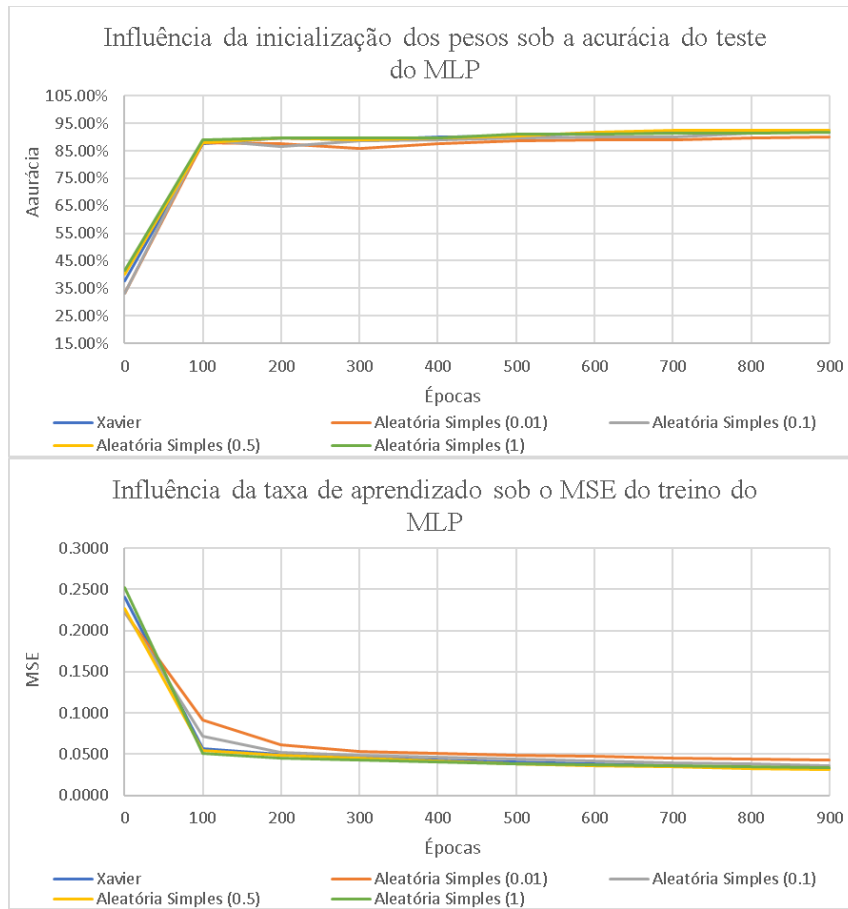 Influência da inicialização dos pesos sob a acurácia do teste
do MLP
105.00%
95.00%
85.00%
75.00%
65.00%
55.00%
45.00%
35.00%
25.00%
15.00%
Aaurácia
0 100 200 300 400 500 600 700 800 900
Épocas
Xavier Aleatória Simples (0.01) Aleatória Simples (0.1)
Aleatória Simples (0.5) Aleatória Simples (1)
Influência da taxa de aprendizado sob o MSE do treino do
MLP
0.3000
0.2500
0.2000
0.1500
0.1000
0.0500
0.0000
MSE
0 100 200 300 400 500 600 700 800 900
Épocas
Xavier Aleatória Simples (0.01) Aleatória Simples (0.1)
Aleatória Simples (0.5) Aleatória Simples (1)